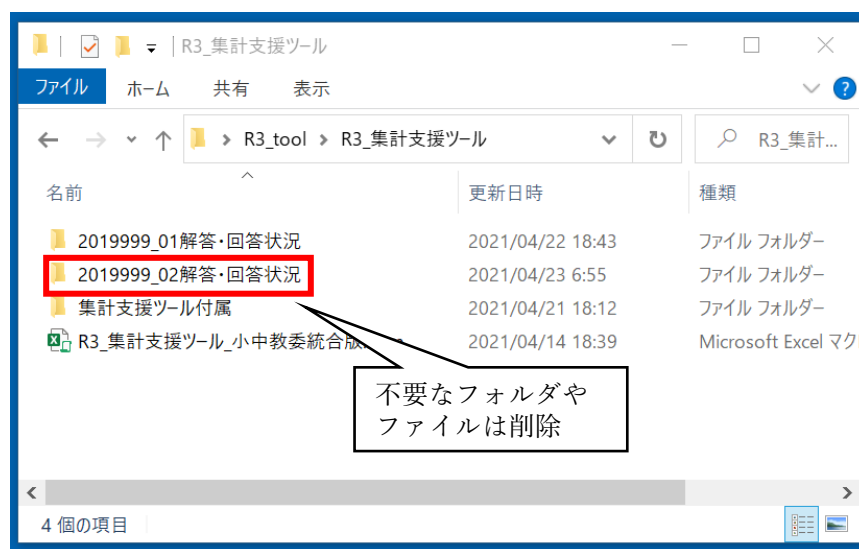 R3_集計支援ツール
ファイル ホーム 共有 表示
R3_tool R3_集計支援ツール R3_集計...
名前 更新日時 種類
2019999_01解答・回答状況 2021/04/22 18:43 ファイル フォルダー
2019999_02解答・回答状況 2021/04/23 6:55 ファイル フォルダー
集計支援ツール付属 2021/04/21 18:12 ファイル フォルダー
R3_集計支援ツール_小中教委統合版 2021/04/14 18:39 Microsoft Excel マク
不要なフォルダや
ファイルは削除
4 個の項目